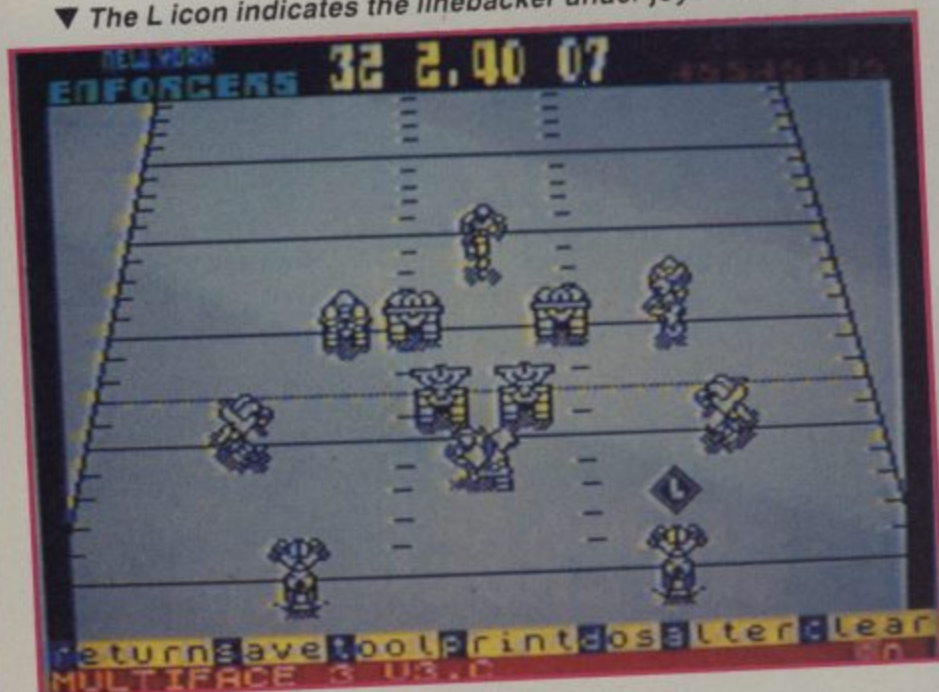 ▼ The L icon indicates the linebacker under
NEW YORK
ENFORCERS 32 2.40 07
L
return save tool print dos alter clear
MULTIFACE 3 V3.C